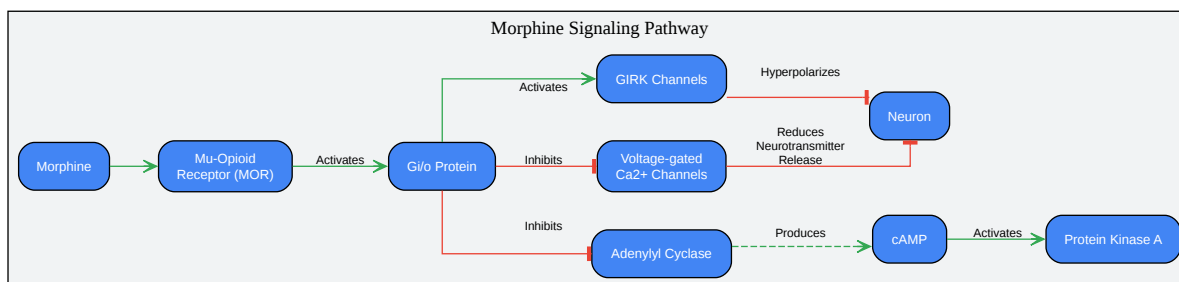 Morphine Signaling Pathway
GIRK Channels
Hyperpolarizes
Activates
Neuron
Morphine
Mu-Opioid
Receptor (MOR)
Activates
Gi/o Protein
Inhibits
Voltage-gated
Ca2+ Channels
Reduces
Neurotransmitter
Release
Inhibits
Adenylyl Cyclase
Produces
cAMP
Activates
Protein Kinase A